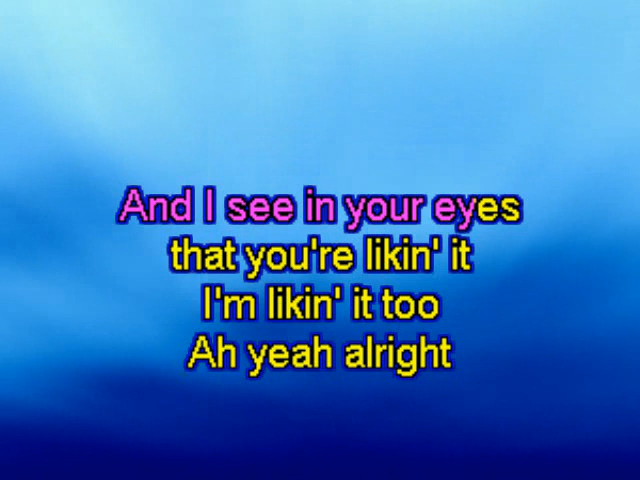 And I see in your eyes
that you're likin' it
I'm likin' it too
Ah yeah alright